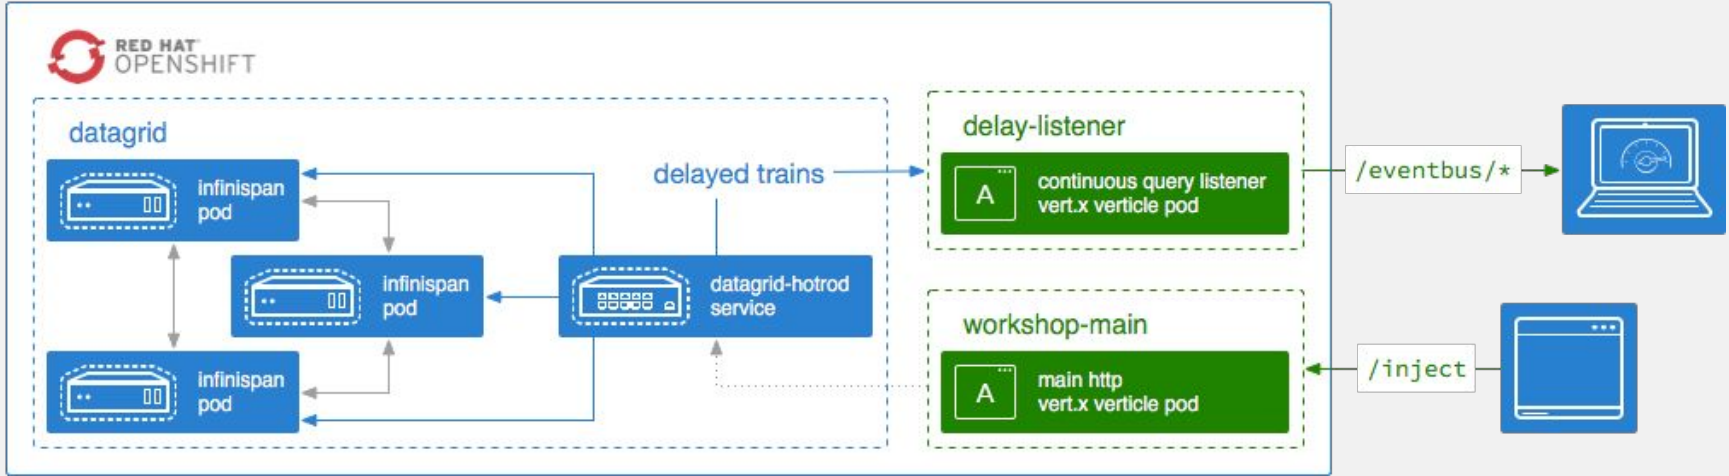 RED HAT
OPENSHIFT
datagrid
infinispan
pod
infinispan
pod
infinispan
pod
delayed trains
datagrid-hotrod
service
delay-listener
A
continuous query listener
vert.x verticle pod
/eventbus/*
workshop-main
A
main http
vert.x verticle pod
/inject